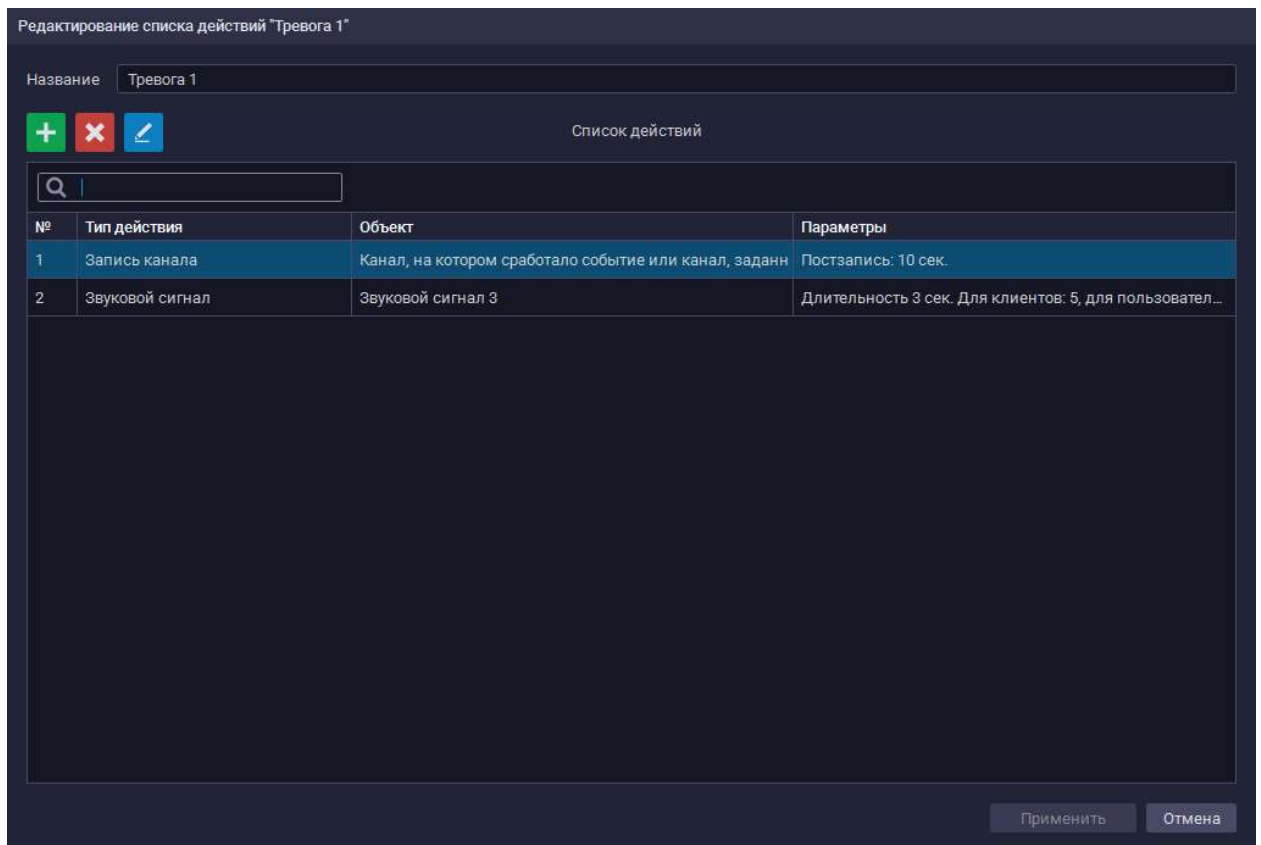 Редактирование списка действий "Тревога 1"
Название Тревога 1
Список действий
№ Тип действия Объект Параметры
1 Запись канала Канал, на котором сработало событие или канал, заданн Постзапись: 10 сек.
2 Звуковой сигнал Звуковой сигнал 3 Длительность 3 сек. Для клиентов: 5, для пользовател...
Применить Отмена